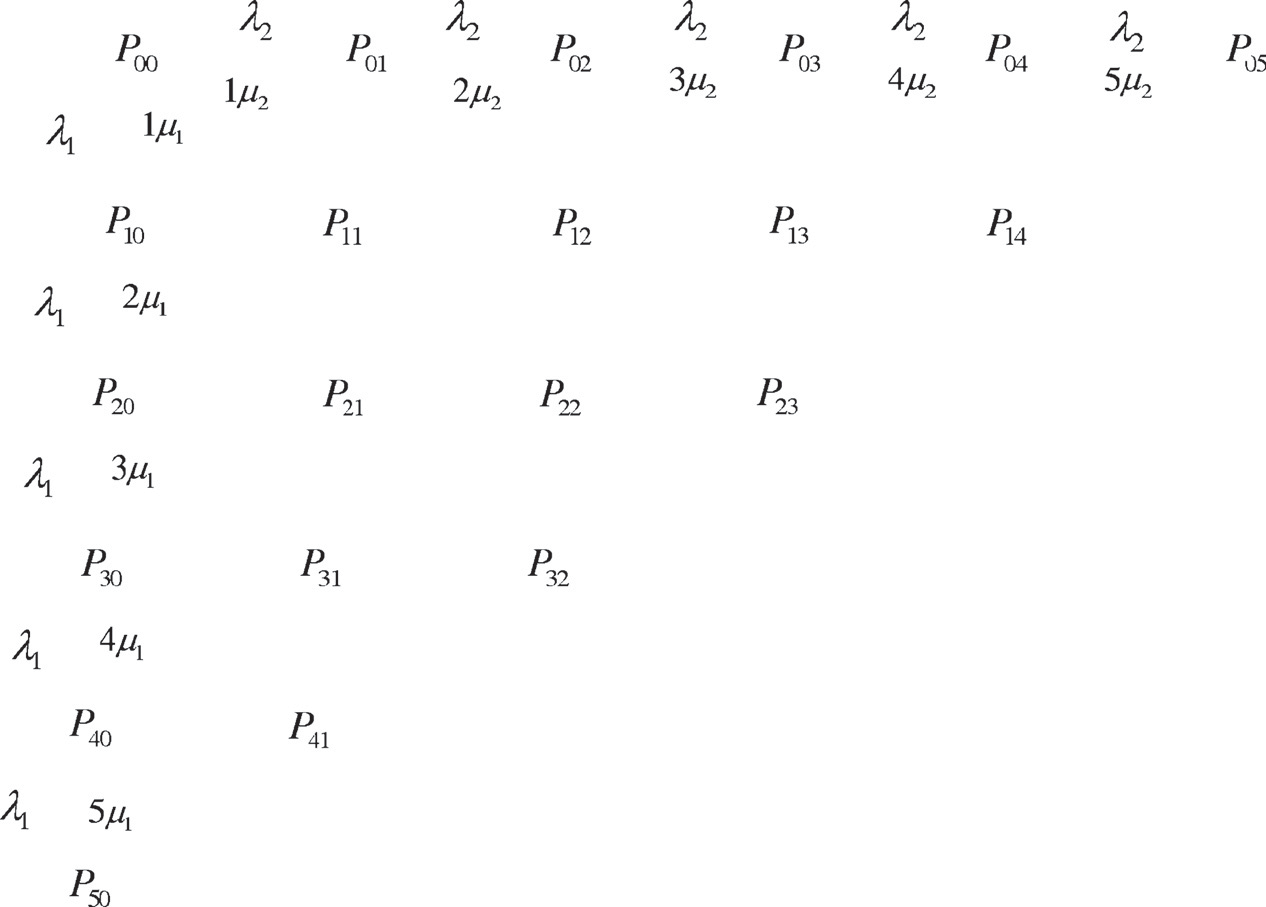 λ₂ λ₂ λ₂ λ₂ λ₂
P₀₀ P₀₁ P₀₂ P₀₃ P₀₄ P₀₅
1μ₂ 2μ₂ 3μ₂ 4μ₂ 5μ₂
λ₁ 1μ₁
P₁₀ P₁₁ P₁₂ P₁₃ P₁₄
λ₁ 2μ₁
P₂₀ P₂₁ P₂₂ P₂₃
λ₁ 3μ₁
P₃₀ P₃₁ P₃₂
λ₁ 4μ₁
P₄₀ P₄₁
λ₁ 5μ₁
P₅₀